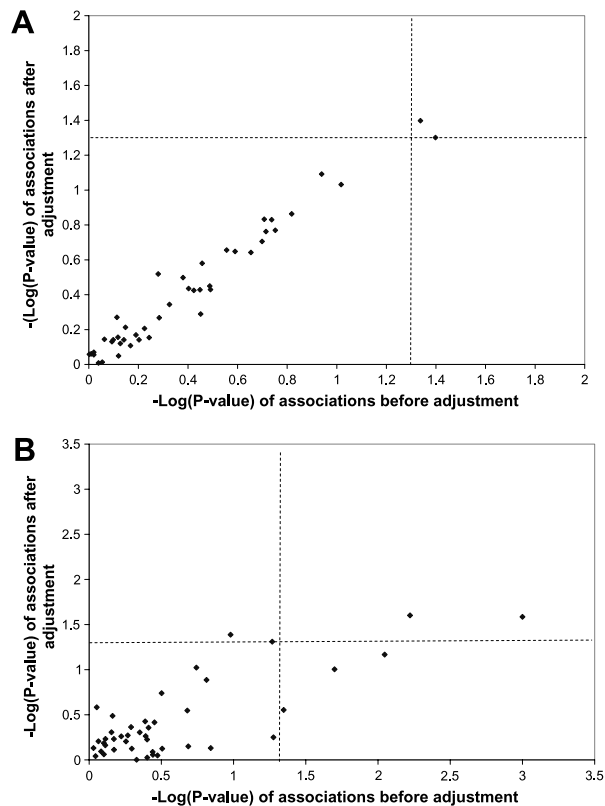 A
2
1.8
1.6
1.4
1.2
1
0.8
0.6
0.4
0.2
0
-(Log(P-value) of associations after
adjustment
0 0.2 0.4 0.6 0.8 1 1.2 1.4 1.6 1.8 2
-Log(P-value) of associations before adjustment
B
3.5
3
2.5
2
1.5
1
0.5
0
-Log(P-value) of associations after
adjustment
0 0.5 1 1.5 2 2.5 3 3.5
-Log(P-value) of associations before adjustment